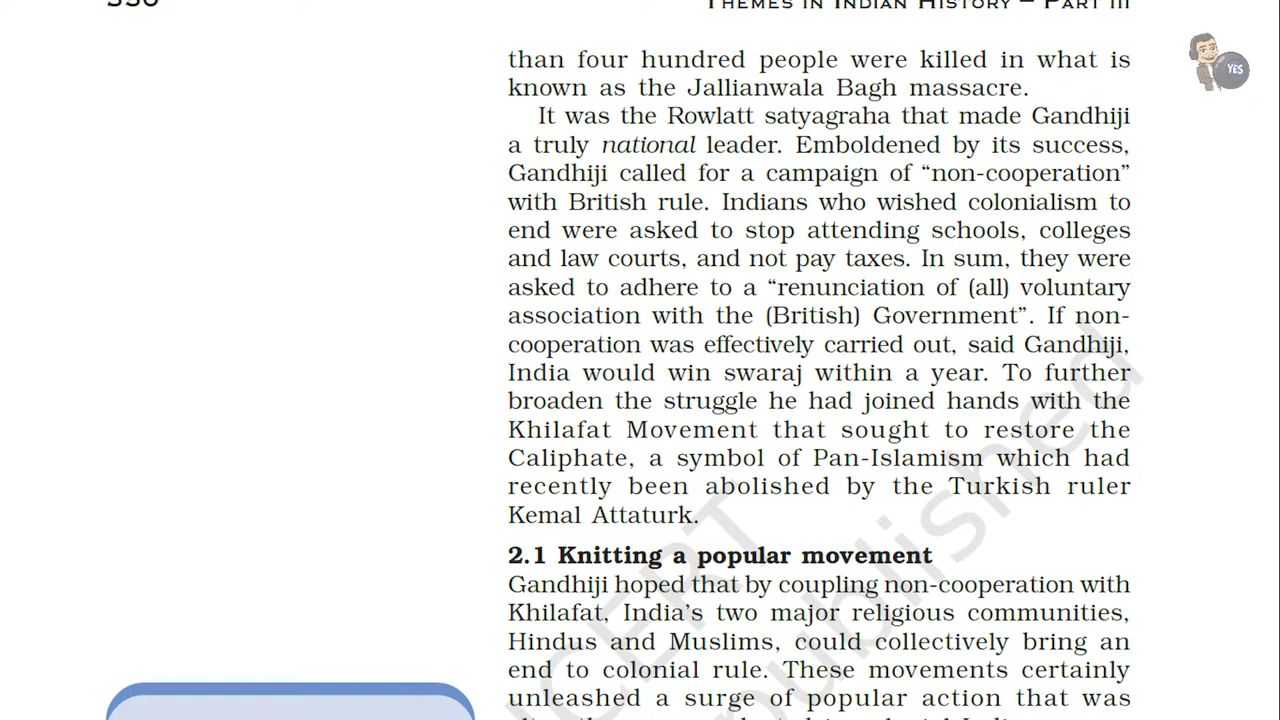 THEMES IN INDIAN HISTORY – PART III
YES
than four hundred people were killed in what is
known as the Jallianwala Bagh massacre.
It was the Rowlatt satyagraha that made Gandhiji
a truly national leader. Emboldened by its success,
Gandhiji called for a campaign of “non-cooperation”
with British rule. Indians who wished colonialism to
end were asked to stop attending schools, colleges
and law courts, and not pay taxes. In sum, they were
asked to adhere to a “renunciation of (all) voluntary
association with the (British) Government”. If non-
cooperation was effectively carried out, said Gandhiji,
India would win swaraj within a year. To further
broaden the struggle he had joined hands with the
Khilafat Movement that sought to restore the
Caliphate, a symbol of Pan-Islamism which had
recently been abolished by the Turkish ruler
Kemal Attaturk.
2.1 Knitting a popular movement
Gandhiji hoped that by coupling non-cooperation with
Khilafat, India’s two major religious communities,
Hindus and Muslims, could collectively bring an
end to colonial rule. These movements certainly
unleashed a surge of popular action that was